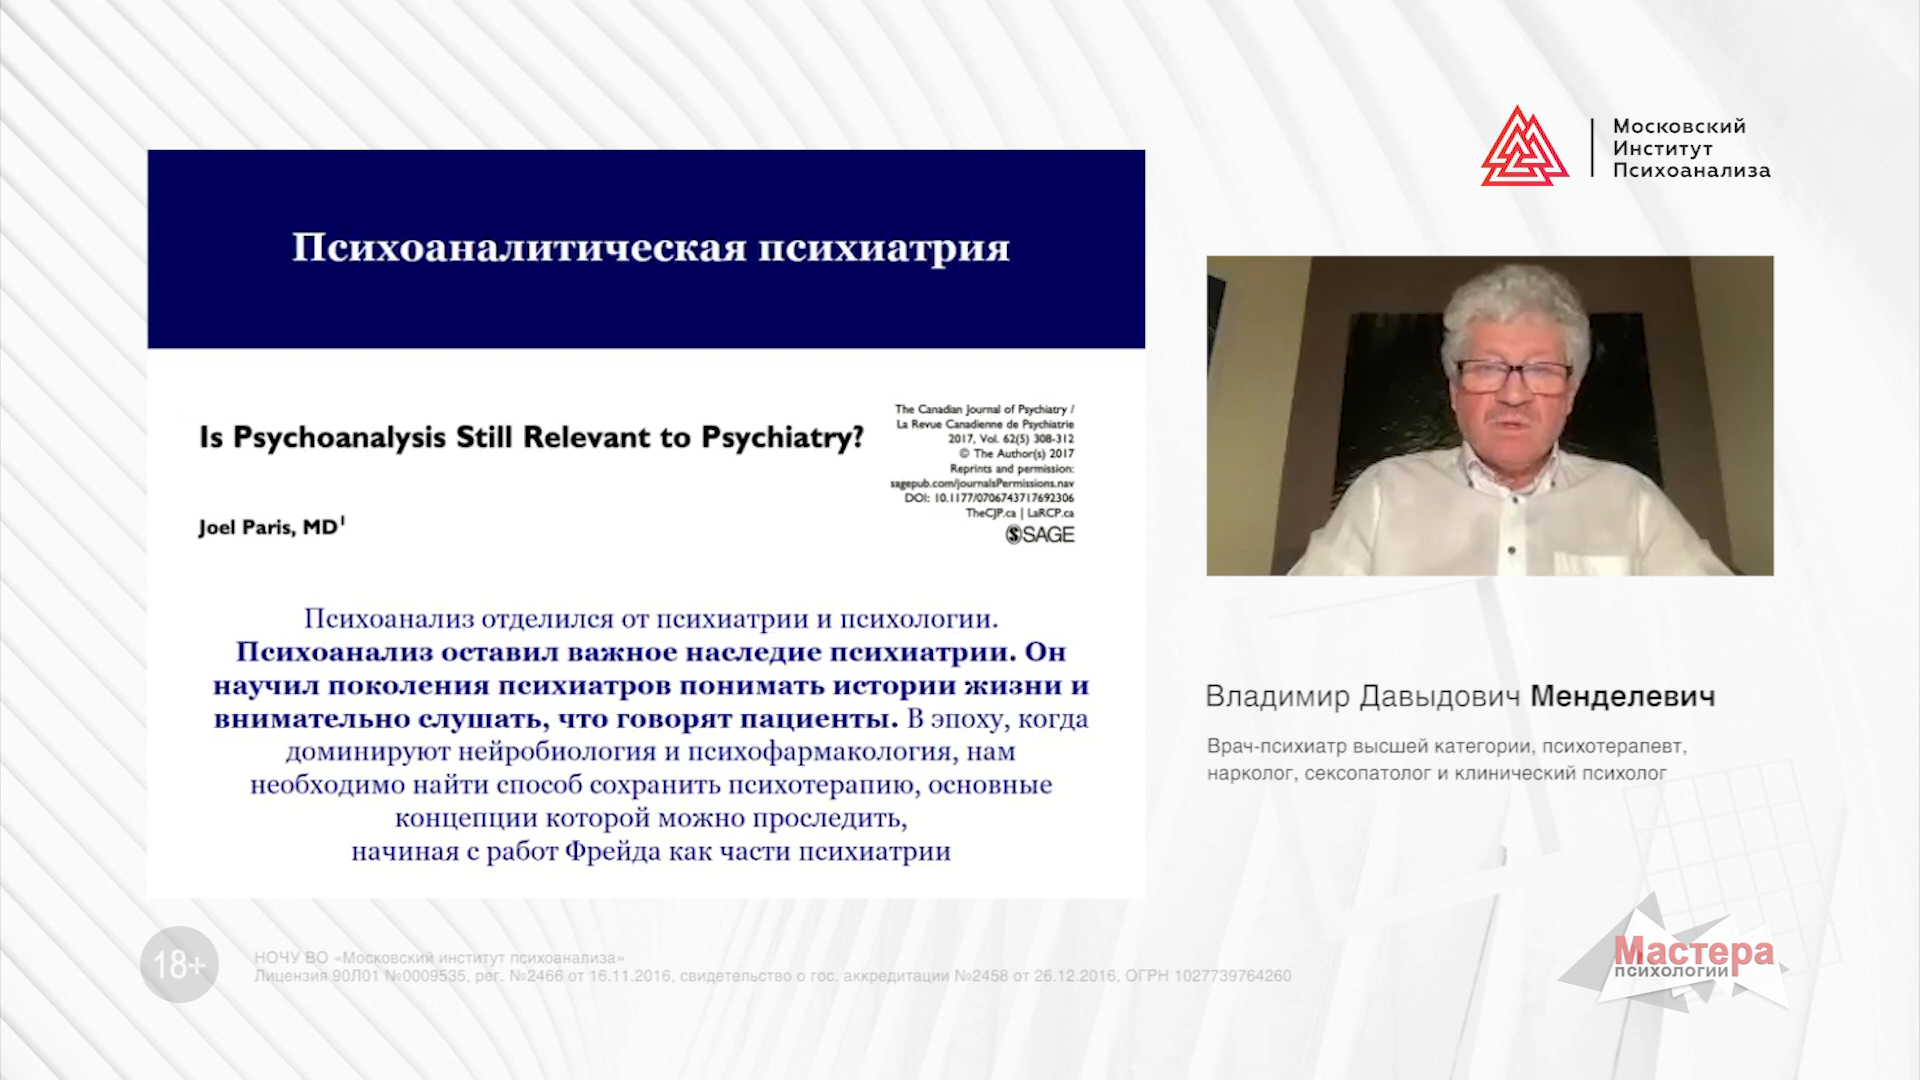 Московский
Институт
Психоанализа
Психоаналитическая психиатрия
Is Psychoanalysis Still Relevant to Psychiatry?
Joel Paris, MD1
The Canadian Journal of Psychiatry /
La Revue Canadienne de Psychiatrie
2017, Vol. 62(5) 308-312
© The Author(s) 2017
Reprints and permission:
sagepub.com/journalsPermissions.nav
DOI: 10.1177/0706743717692306
TheCJP.ca | LaRCP.ca
SAGE
Психоанализ отделился от психиатрии и психологии.
Психоанализ оставил важное наследие психиатрии. Он
научил поколения психиатров понимать истории жизни и
внимательно слушать, что говорят пациенты. В эпоху, когда
доминируют нейробиология и психофармакология, нам
необходимо найти способ сохранить психотерапию, основные
концепции которой можно проследить,
начиная с работ Фрейда как части психиатрии
Владимир Давыдович Менделевич
Врач-психиатр высшей категории, психотерапевт,
нарколог, сексопатолог и клинический психолог
18+
НОЧУ ВО «Московский институт психоанализа»
Лицензия 90Л01 №0009535, рег. №2466 от 16.11.2016, свидетельство о гос. аккредитации №2458 от 26.12.2016, ОГРН 1027739764260
Мастера
психологии